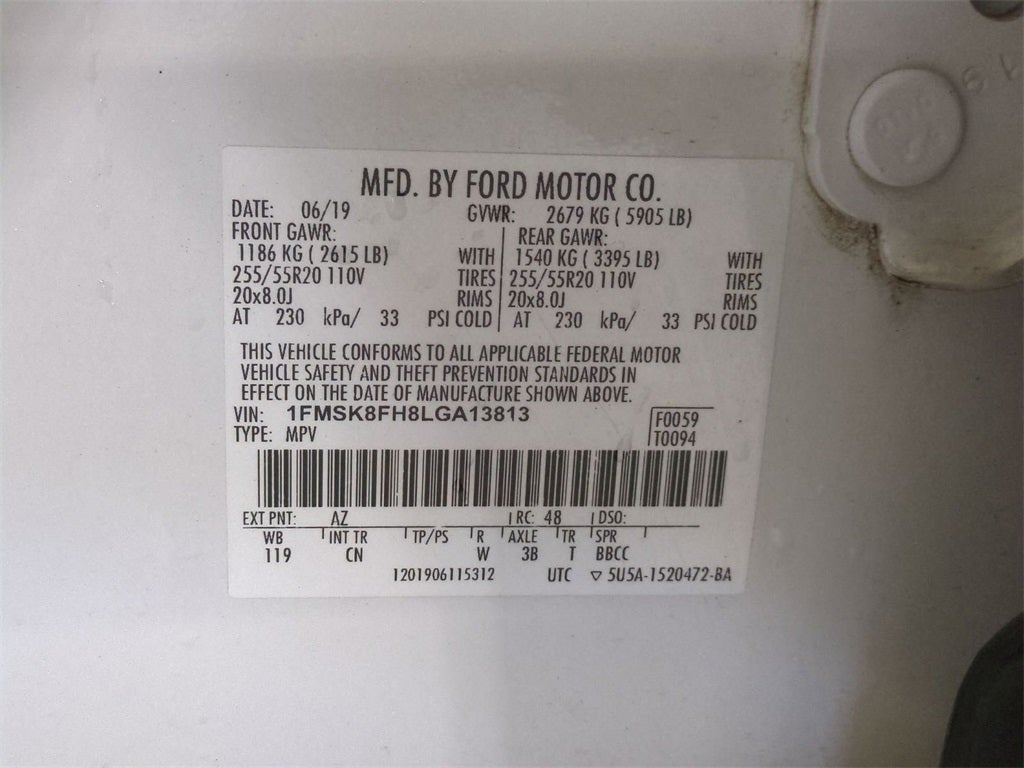 MFD. BY FORD MOTOR CO.
DATE: 06/19 GVWR: 2679 KG ( 5905 LB)
FRONT GAWR: REAR GAWR:
1186 KG ( 2615 LB) WITH 1540 KG ( 3395 LB) WITH
255/55R20 110V TIRES 255/55R20 110V TIRES
20x8.0J RIMS 20x8.0J RIMS
AT 230 kPa/ 33 PSI COLD AT 230 kPa/ 33 PSI COLD
THIS VEHICLE CONFORMS TO ALL APPLICABLE FEDERAL MOTOR
VEHICLE SAFETY AND THEFT PREVENTION STANDARDS IN
EFFECT ON THE DATE OF MANUFACTURE SHOWN ABOVE.
VIN: 1FMSK8FH8LGA13813 F0059
TYPE: MPV T0094
EXT PNT: AZ RC: 48 DSO:
WB INT TR TP/PS R AXLE TR SPR
119 CN W 3B T BBCC
1201906115312 UTC ▽ 5U5A-1520472-BA